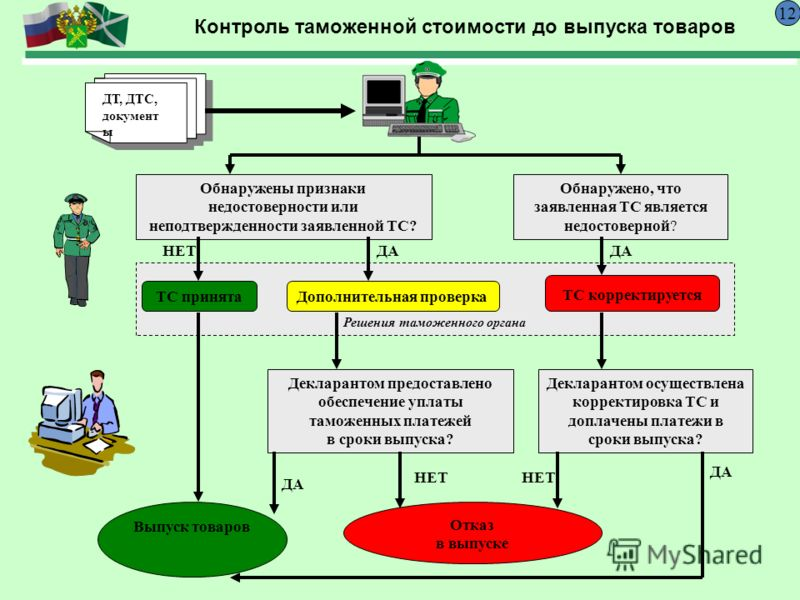 Контроль таможенной стоимости до выпуска товаров
12
ДТ, ДТС,
документ
ы
Обнаружены признаки
недостоверности или
неподтвержденности заявленной ТС?
Обнаружено, что
заявленная ТС является
недостоверной?
НЕТ
ДА
ДА
ТС принята
Дополнительная проверка
ТС корректируется
Решения таможенного органа
Декларантом предоставлено
обеспечение уплаты
таможенных платежей
в сроки выпуска?
Декларантом осуществлена
корректировка ТС и
доплачены платежи в
сроки выпуска?
ДА
НЕТ
НЕТ
ДА
Выпуск товаров
Отказ
в выпуске
MyShared